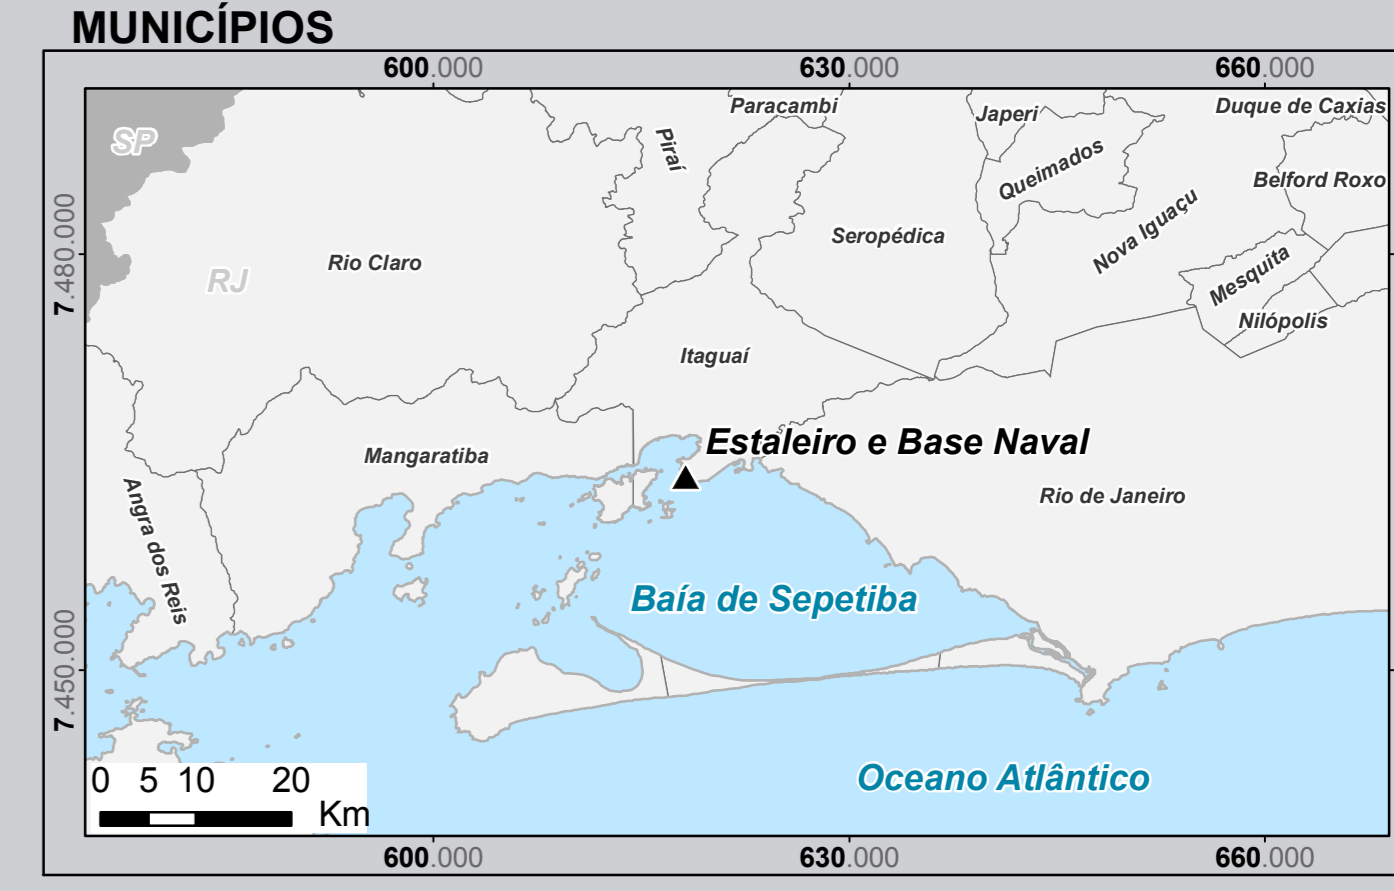 MUNICÍPIOS
600.000 630.000 660.000
Paracambi
Japeri
Duque de Caxias
SP
Piraí
Queimados
Belford Roxo
Nova Iguaçu
Seropédica
7.480.000
Rio Claro
RJ
Mesquita
Nilópolis
Itaguaí
Estaleiro e Base Naval
Mangaratiba
Rio de Janeiro
Angra dos Reis
Baía de Sepetiba
7.450.000
Oceano Atlântico
0 5 10 20
Km
600.000 630.000 660.000